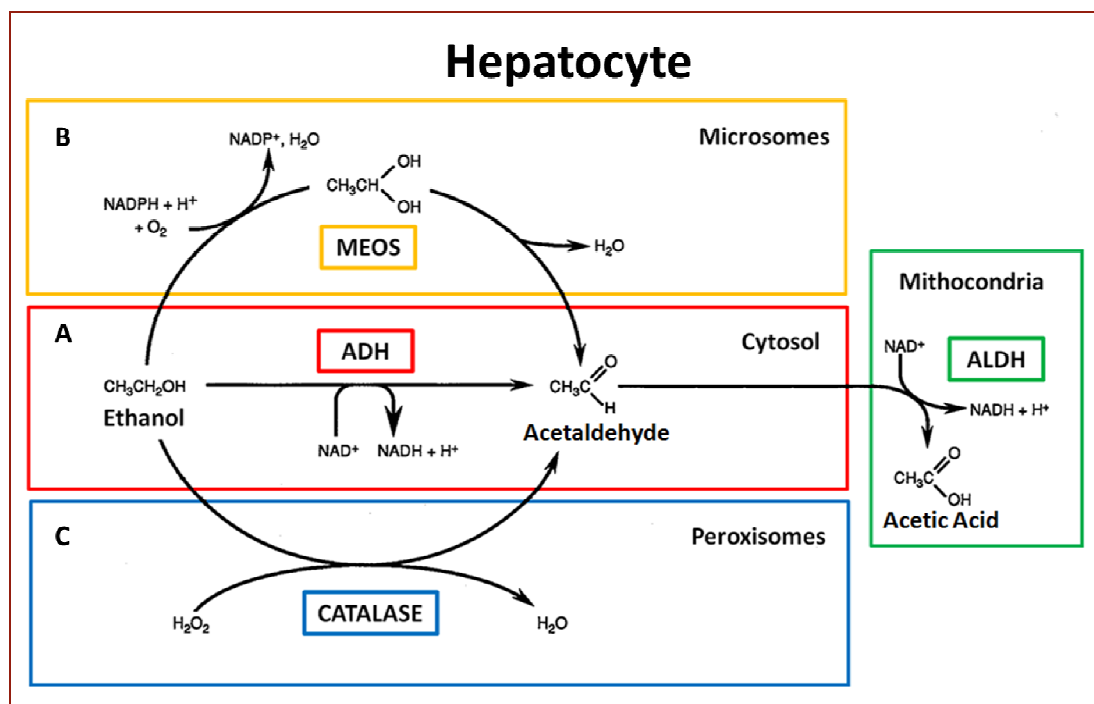 Hepatocyte
B
Microsomes
NADP+, H₂O
OH
CH₃CH
OH
NADPH + H+
+ O₂
MEOS
H₂O
Mithocondria
A
Cytosol
ADH
NAD+
ALDH
O
CH₃CH₂OH
CH₃C
H
Ethanol
Acetaldehyde
NADH + H+
NAD+
NADH + H+
O
CH₃C
OH
Acetic Acid
C
Peroxisomes
CATALASE
H₂O₂
H₂O